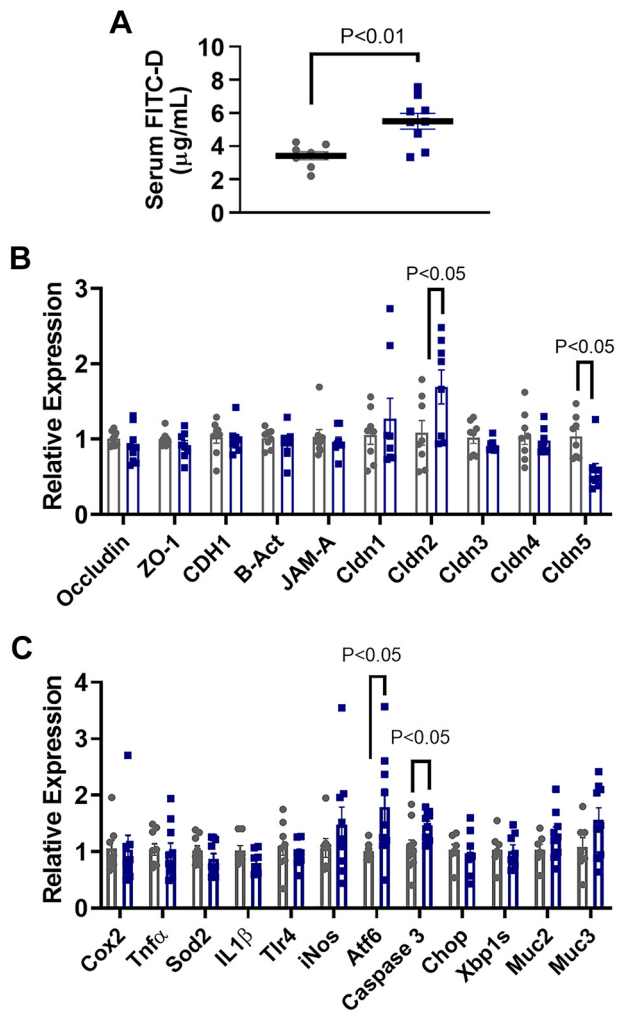 A
P<0.01
Serum FITC-D
(μg/mL)
10
8
6
4
2
0
B
P<0.05
P<0.05
Relative Expression
3
2
1
0
Occludin
ZO-1
CDH1
B-Act
JAM-A
Cldn1
Cldn2
Cldn3
Cldn4
Cldn5
C
P<0.05
P<0.05
Relative Expression
4
3
2
1
0
Cox2
Tnfα
Sod2
IL1β
Tlr4
iNos
Atf6
Caspase 3
Chop
Xbp1s
Muc2
Muc3